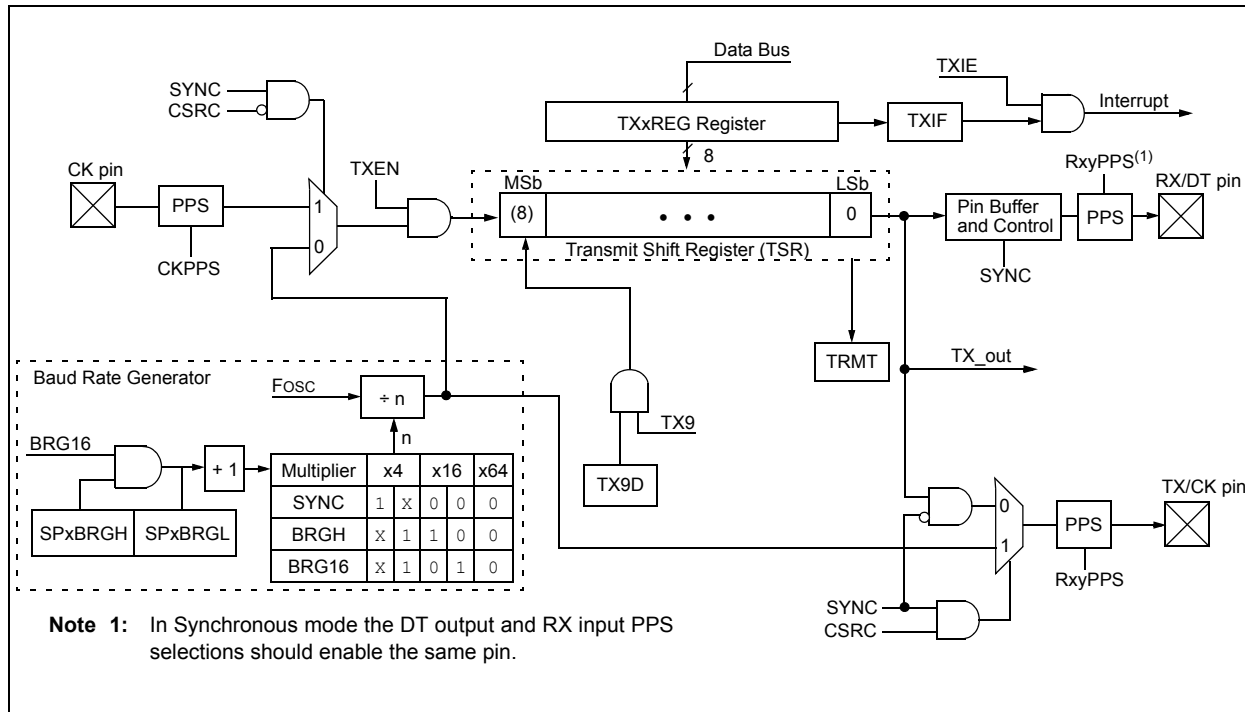 Data Bus
TXIE
SYNC
CSRC
Interrupt
TXxREG Register
TXIF
8
CK pin
TXEN
RxyPPS(1)
RX/DT pin
MSb
LSb
PPS
1
(8)
• • •
0
Pin Buffer
and Control
PPS
0
Transmit Shift Register (TSR)
CKPPS
SYNC
TRMT
TX_out
Baud Rate Generator
FOSC
÷ n
n
TX9
BRG16
+ 1
TX9D
Multiplier x4 x16 x64
SYNC 1 X 0 0 0
BRGH X 1 1 0 0
BRG16 X 1 0 1 0
SPxBRGH SPxBRGL
TX/CK pin
0
PPS
1
RxyPPS
SYNC
CSRC
Note 1: In Synchronous mode the DT output and RX input PPS
selections should enable the same pin.